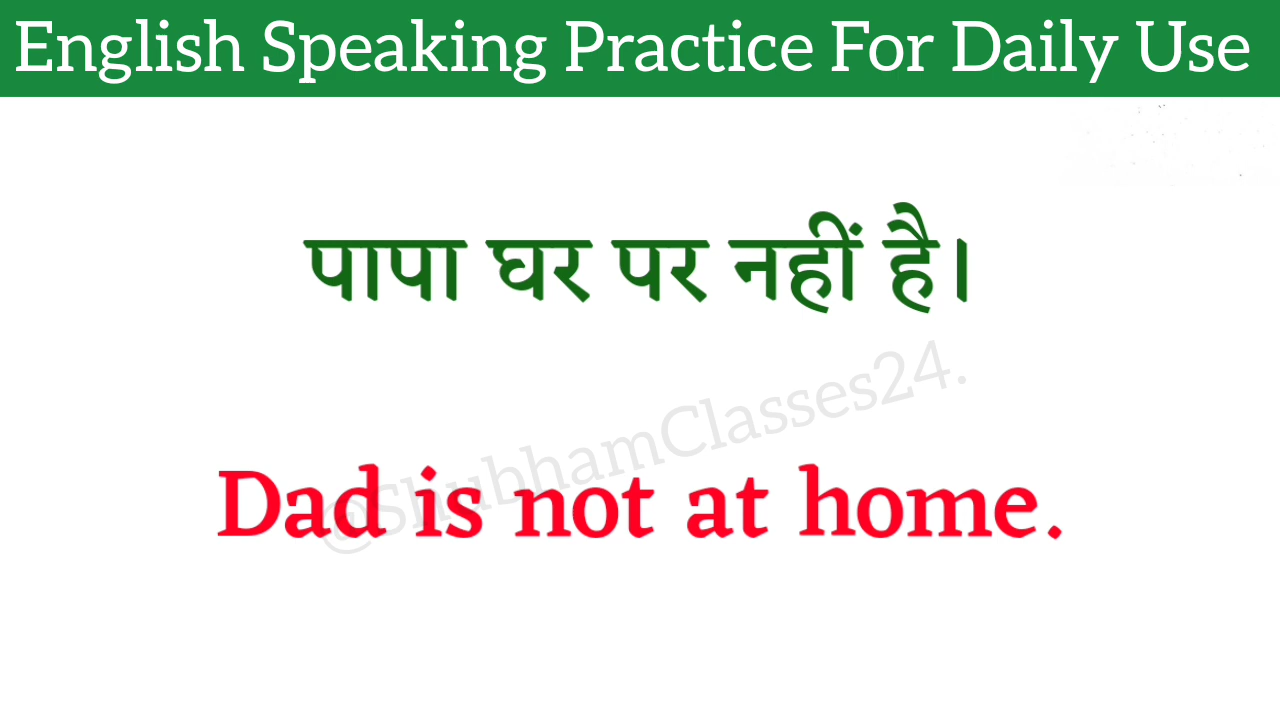 English Speaking Practice For Daily Use
पापा घर पर नहीं है।
@ShubhamClasses24.
Dad is not at home.